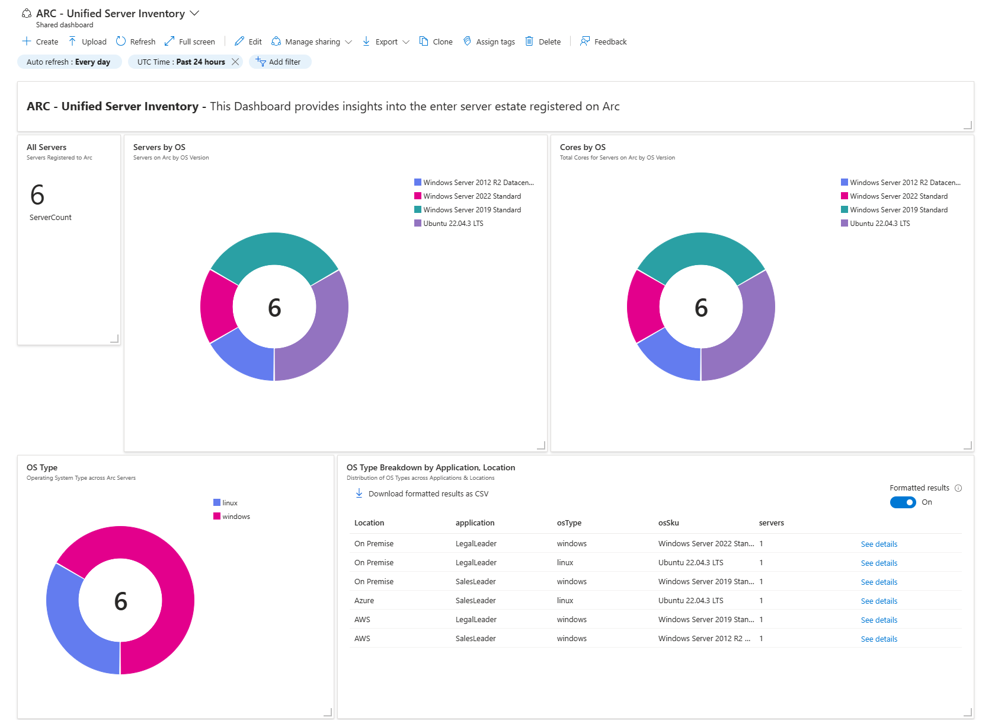 ARC - Unified Server Inventory
Shared dashboard
Create Upload Refresh Full screen Edit Manage sharing Export Clone Assign tags Delete Feedback
Auto refresh : Every day UTC Time : Past 24 hours Add filter
ARC - Unified Server Inventory - This Dashboard provides insights into the enter server estate registered on Arc
All Servers
Servers Registered to Arc
6
ServerCount
Servers by OS
Servers on Arc by OS Version
Windows Server 2012 R2 Datacen...
Windows Server 2022 Standard
Windows Server 2019 Standard
Ubuntu 22.04.3 LTS
6
Cores by OS
Total Cores for Servers on Arc by OS Version
Windows Server 2012 R2 Datacen...
Windows Server 2022 Standard
Windows Server 2019 Standard
Ubuntu 22.04.3 LTS
6
OS Type
Operating System Type across Arc Servers
linux
windows
6
OS Type Breakdown by Application, Location
Distribution of OS Types across Applications & Locations
Download formatted results as CSV
Formatted results
On
Location application osType osSku servers
On Premise LegalLeader windows Windows Server 2022 Stan... 1 See details
On Premise LegalLeader linux Ubuntu 22.04.3 LTS 1 See details
On Premise SalesLeader windows Windows Server 2019 Stan... 1 See details
Azure SalesLeader linux Ubuntu 22.04.3 LTS 1 See details
AWS LegalLeader windows Windows Server 2019 Stan... 1 See details
AWS SalesLeader windows Windows Server 2012 R2 ... 1 See details